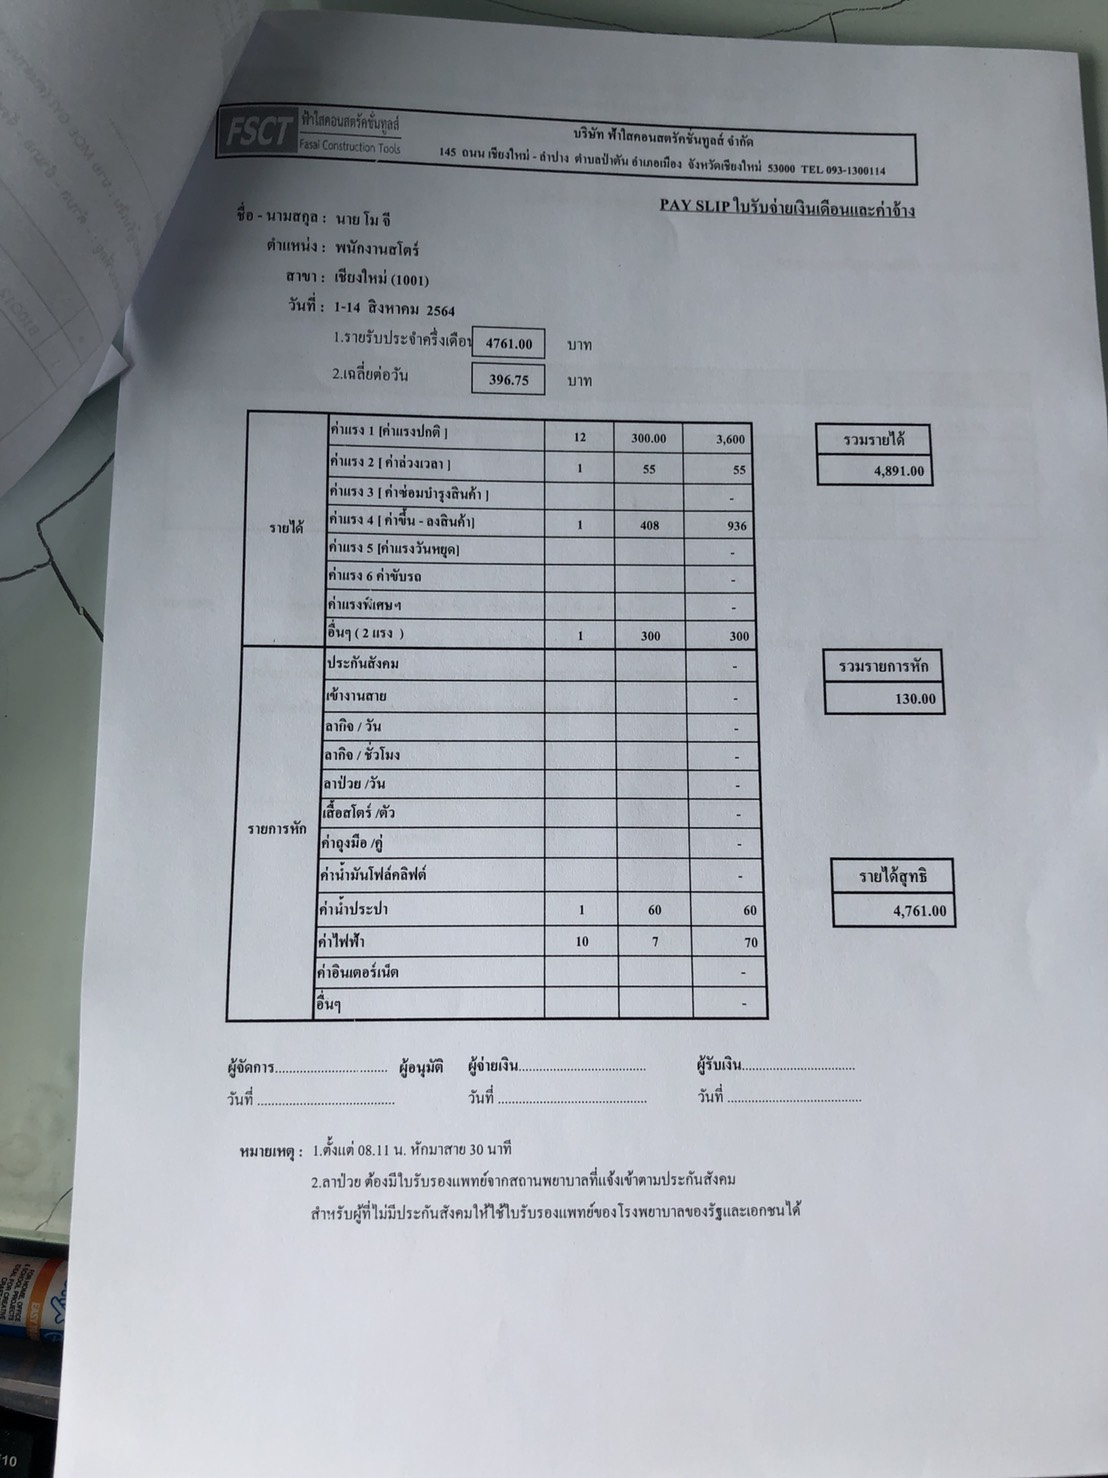 FSCT ฟ้าใสคอนสตรัคชั่นทูลส์
Fasai Construction Tools
บริษัท ฟ้าใสคอนสตรัคชั่นทูลส์ จำกัด
145 ถนน เชียงใหม่ - ลำปาง ตำบลป่าตัน อำเภอเมือง จังหวัดเชียงใหม่ 53000 TEL 093-1300114
PAY SLIP ใบรับจ่ายเงินเดือนและค่าจ้าง
ชื่อ - นามสกุล : นาย โม จี
ตำแหน่ง : พนักงานสโตร์
สาขา : เชียงใหม่ (1001)
วันที่ : 1-14 สิงหาคม 2564
1.รายรับประจำครึ่งเดือน 4761.00 บาท
2.เฉลี่ยต่อวัน 396.75 บาท
รายได้
ค่าแรง 1 [ค่าแรงปกติ ] 12 300.00 3,600
ค่าแรง 2 [ ค่าล่วงเวลา ] 1 55 55
ค่าแรง 3 [ ค่าซ่อมบำรุงสินค้า ] -
ค่าแรง 4 [ ค่าขึ้น - ลงสินค้า] 1 408 936
ค่าแรง 5 [ค่าแรงวันหยุด] -
ค่าแรง 6 ค่าขับรถ -
ค่าแรงพิเศษฯ -
อื่นๆ ( 2 แรง ) 1 300 300
รวมรายได้
4,891.00
รายการหัก
ประกันสังคม -
เข้างานสาย -
ลากิจ / วัน -
ลากิจ / ชั่วโมง -
ลาป่วย /วัน -
เสื้อสโตร์ /ตัว -
ค่าถุงมือ /คู่ -
ค่าน้ำมันโฟล์คลิฟต์ -
ค่าน้ำประปา 1 60 60
ค่าไฟฟ้า 10 7 70
ค่าอินเตอร์เน็ต -
อื่นๆ -
รวมรายการหัก
130.00
รายได้สุทธิ
4,761.00
ผู้จัดการ.............................. ผู้อนุมัติ ผู้จ่ายเงิน.................................. ผู้รับเงิน..............................
วันที่ .................................... วันที่ ....................................... วันที่ ...................................
หมายเหตุ : 1.ตั้งแต่ 08.11 น. หักมาสาย 30 นาที
2.ลาป่วย ต้องมีใบรับรองแพทย์จากสถานพยาบาลที่แจ้งเข้าตามประกันสังคม
สำหรับผู้ที่ไม่มีประกันสังคมให้ใช้ใบรับรองแพทย์ของโรงพยาบาลของรัฐและเอกชนได้